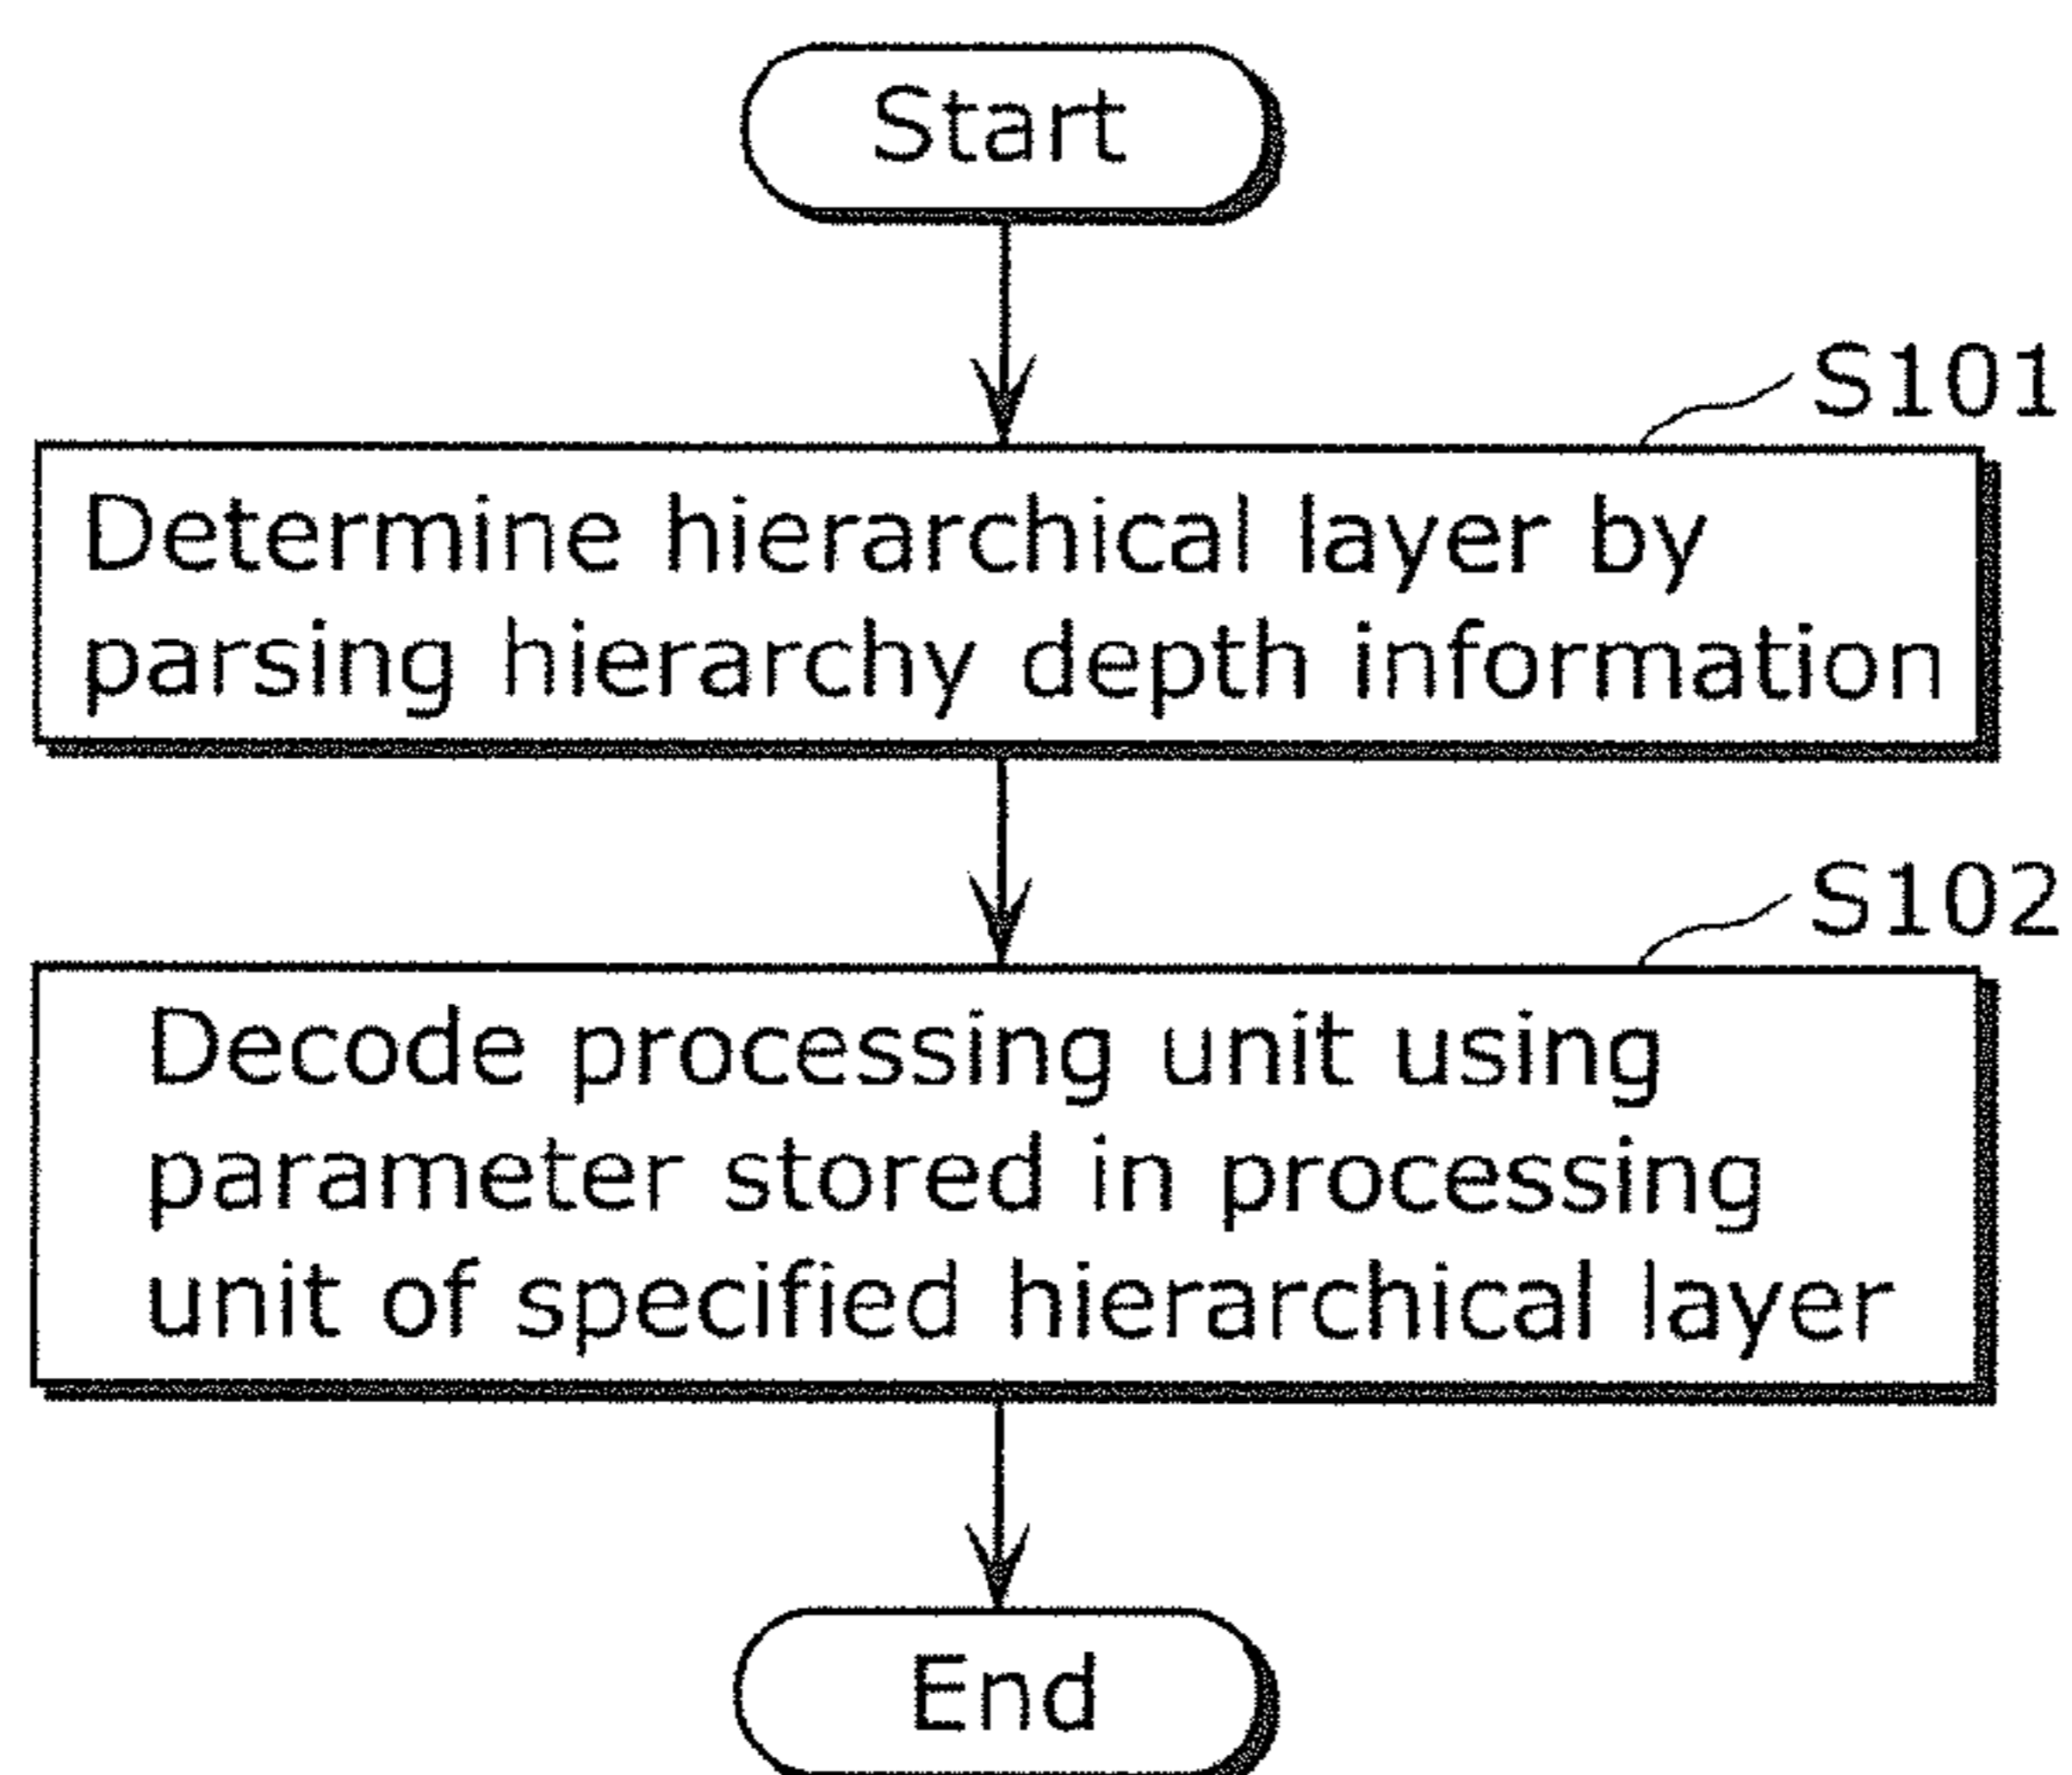 Start
S101
Determine hierarchical layer by
parsing hierarchy depth information
S102
Decode processing unit using
parameter stored in processing
unit of specified hierarchical layer
End